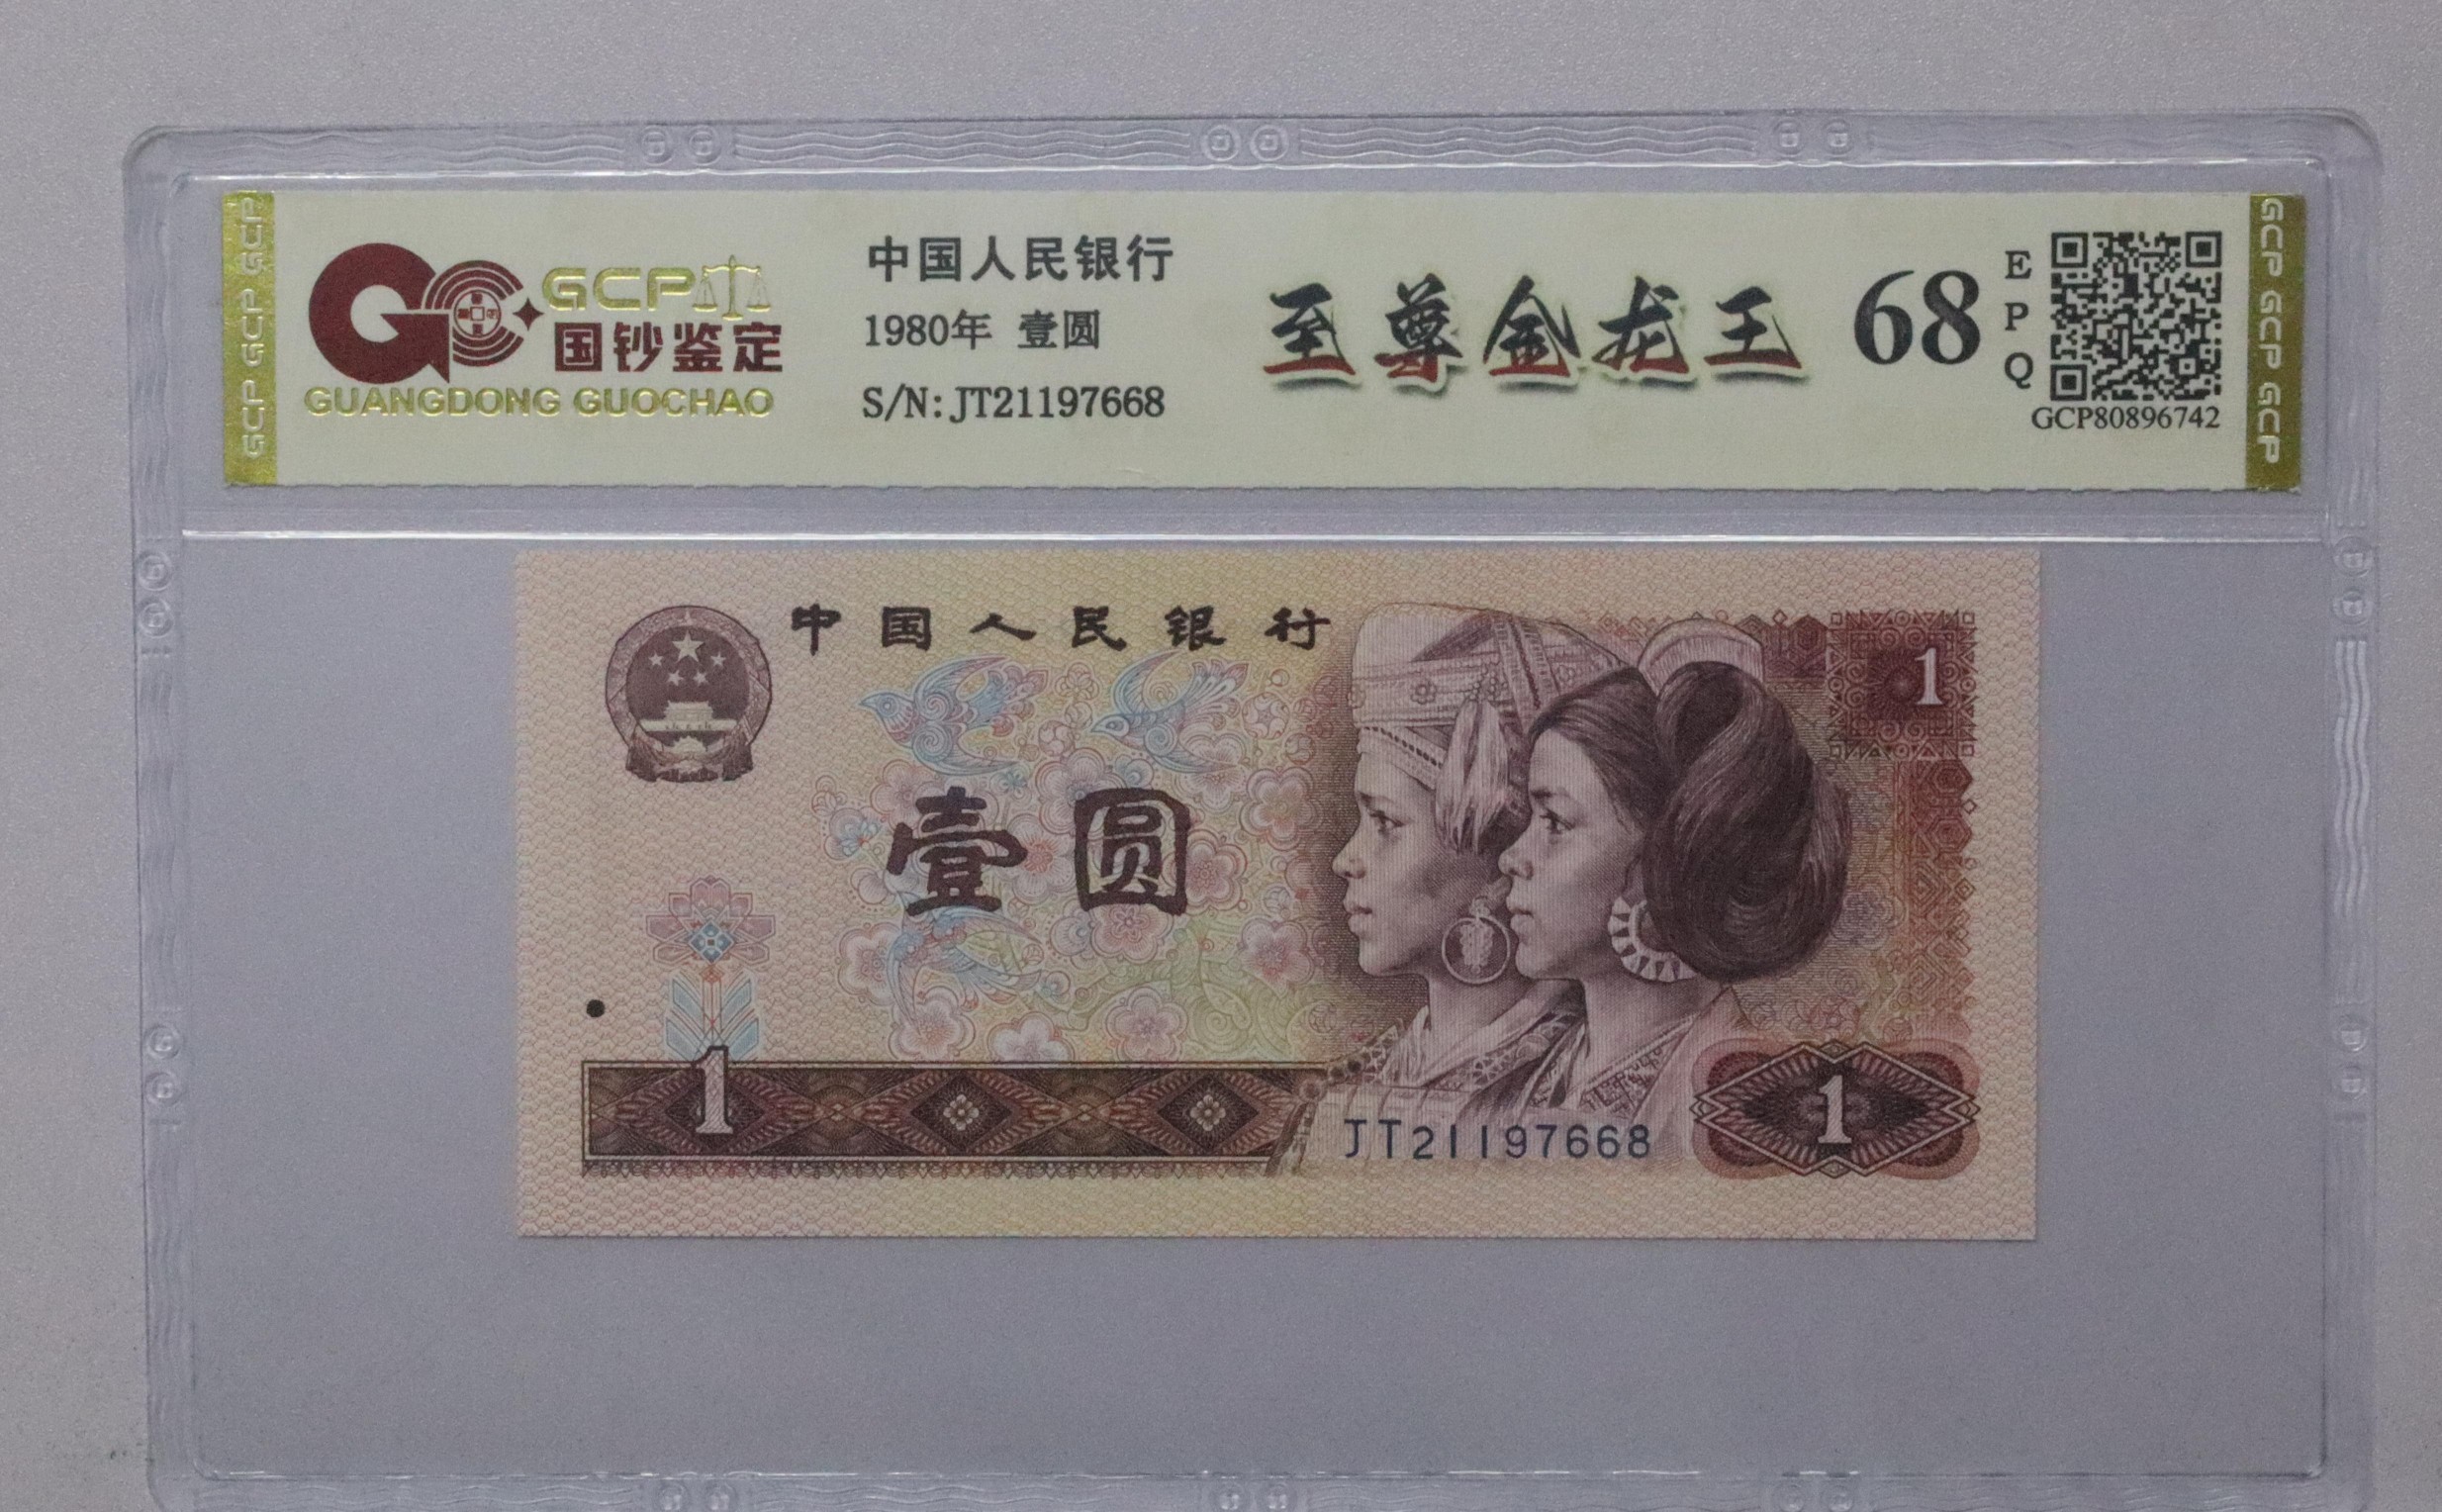 GCP GCP GCP
GCP
国钞鉴定
GUANGDONG GUOCHAO
中国人民银行
1980年 壹圆
S/N: JT21197668
至尊金龙王
68
EPQ
GCP80896742
GCP GCP GCP
中国人民银行
1
壹圆
1
JT21197668
1